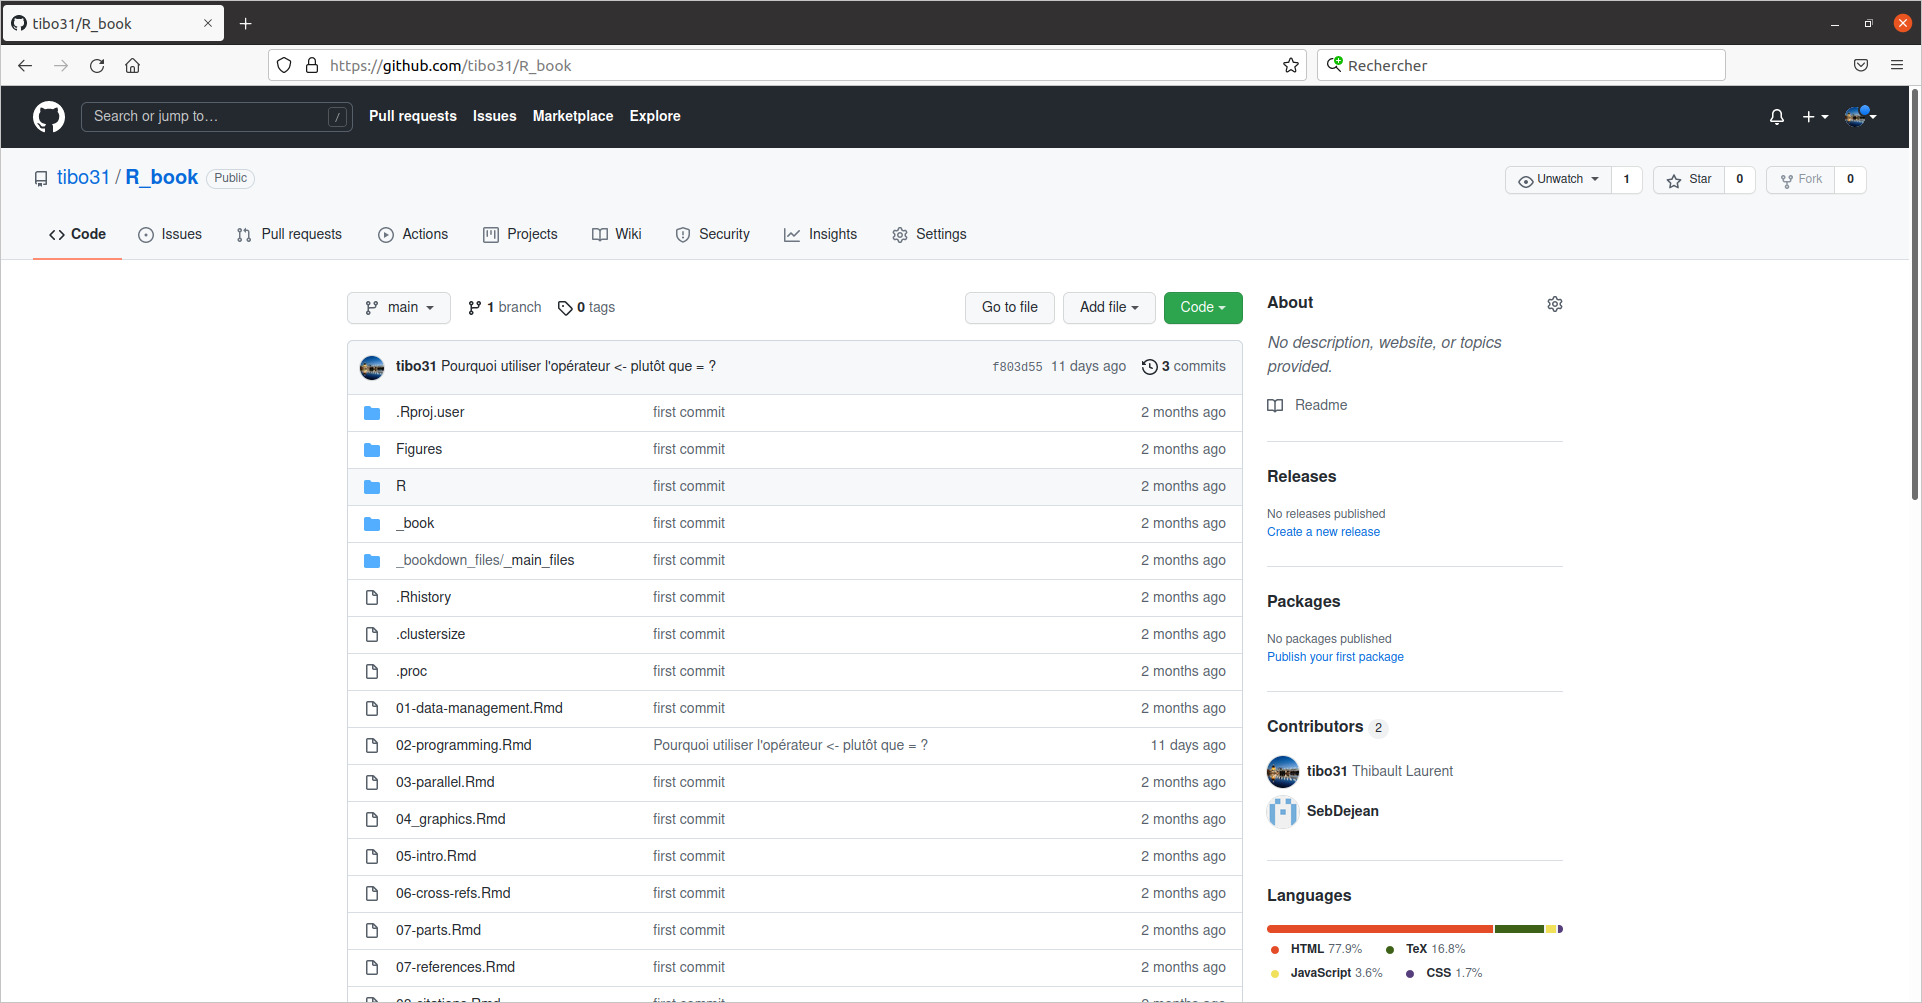 tibo31/R_book
https://github.com/tibo31/R_book
Rechercher
Search or jump to…
/
Pull requests
Issues
Marketplace
Explore
tibo31 / R_book
Public
Unwatch
1
Star
0
Fork
0
Code
Issues
Pull requests
Actions
Projects
Wiki
Security
Insights
Settings
main
1 branch
0 tags
Go to file
Add file
Code
tibo31 Pourquoi utiliser l'opérateur <- plutôt que = ?
f803d55 11 days ago
3 commits
.Rproj.user first commit 2 months ago
Figures first commit 2 months ago
R first commit 2 months ago
_book first commit 2 months ago
_bookdown_files/_main_files first commit 2 months ago
.Rhistory first commit 2 months ago
.clustersize first commit 2 months ago
.proc first commit 2 months ago
01-data-management.Rmd first commit 2 months ago
02-programming.Rmd Pourquoi utiliser l'opérateur <- plutôt que = ? 11 days ago
03-parallel.Rmd first commit 2 months ago
04_graphics.Rmd first commit 2 months ago
05-intro.Rmd first commit 2 months ago
06-cross-refs.Rmd first commit 2 months ago
07-parts.Rmd first commit 2 months ago
07-references.Rmd first commit 2 months ago
08-citations.Rmd first commit 2 months ago
About
No description, website, or topics
provided.
Readme
Releases
No releases published
Create a new release
Packages
No packages published
Publish your first package
Contributors 2
tibo31 Thibault Laurent
SebDejean
Languages
HTML 77.9%
TeX 16.8%
JavaScript 3.6%
CSS 1.7%